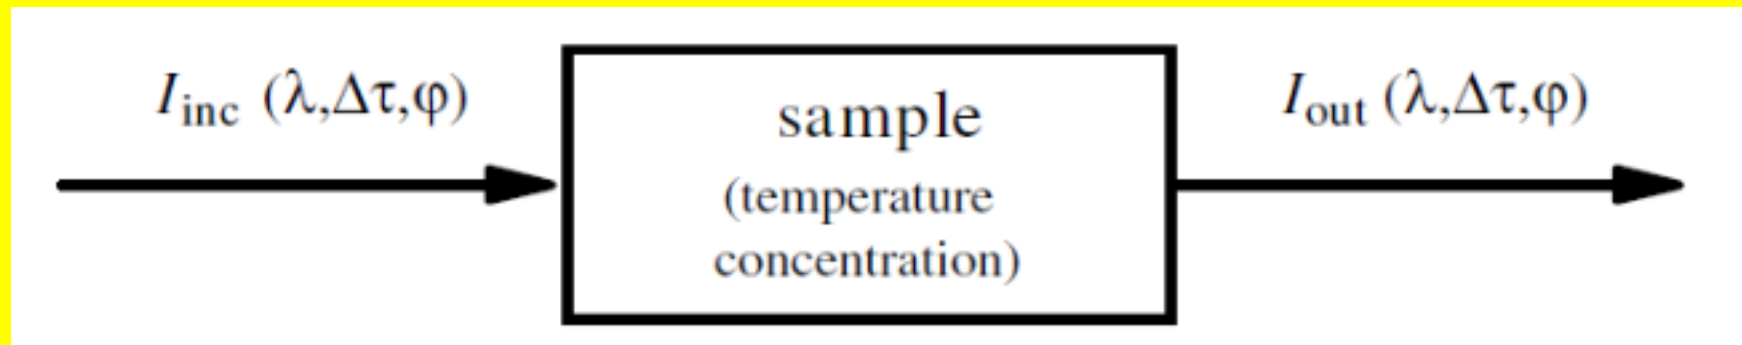 I_inc (λ,Δτ,φ)
sample
(temperature
concentration)
I_out (λ,Δτ,φ)